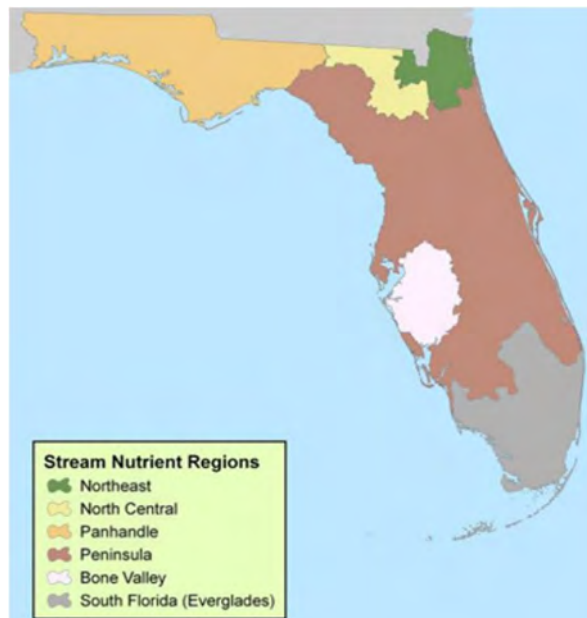 Stream Nutrient Regions
Northeast
North Central
Panhandle
Peninsula
Bone Valley
South Florida (Everglades)